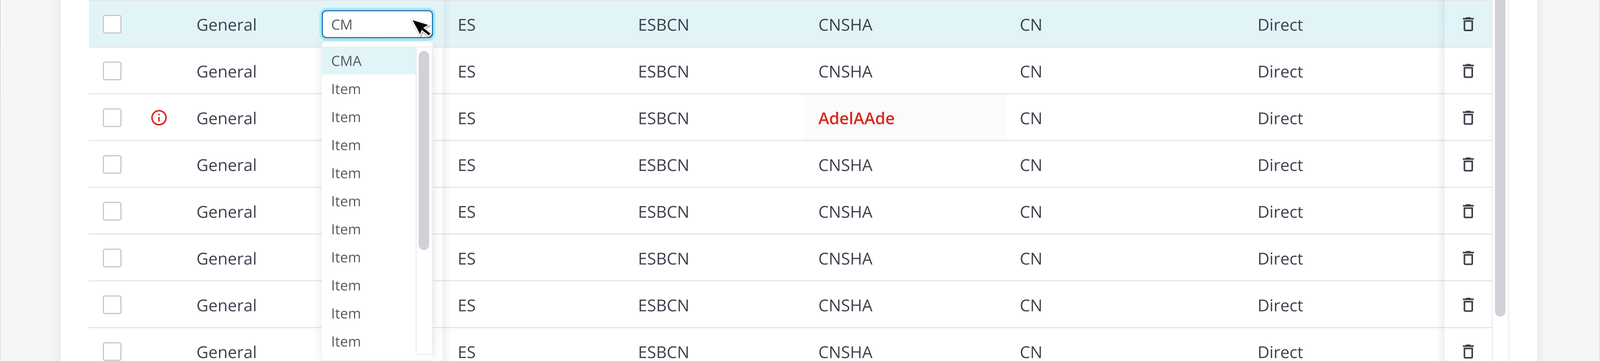 General CM ES ESBCN CNSHA CN Direct
CMA
General ES ESBCN CNSHA CN Direct
Item
General Item ES ESBCN AdelAAde CN Direct
Item
General Item ES ESBCN CNSHA CN Direct
Item
General Item ES ESBCN CNSHA CN Direct
Item
General Item ES ESBCN CNSHA CN Direct
Item
General Item ES ESBCN CNSHA CN Direct
Item
General ES ESBCN CNSHA CN Direct